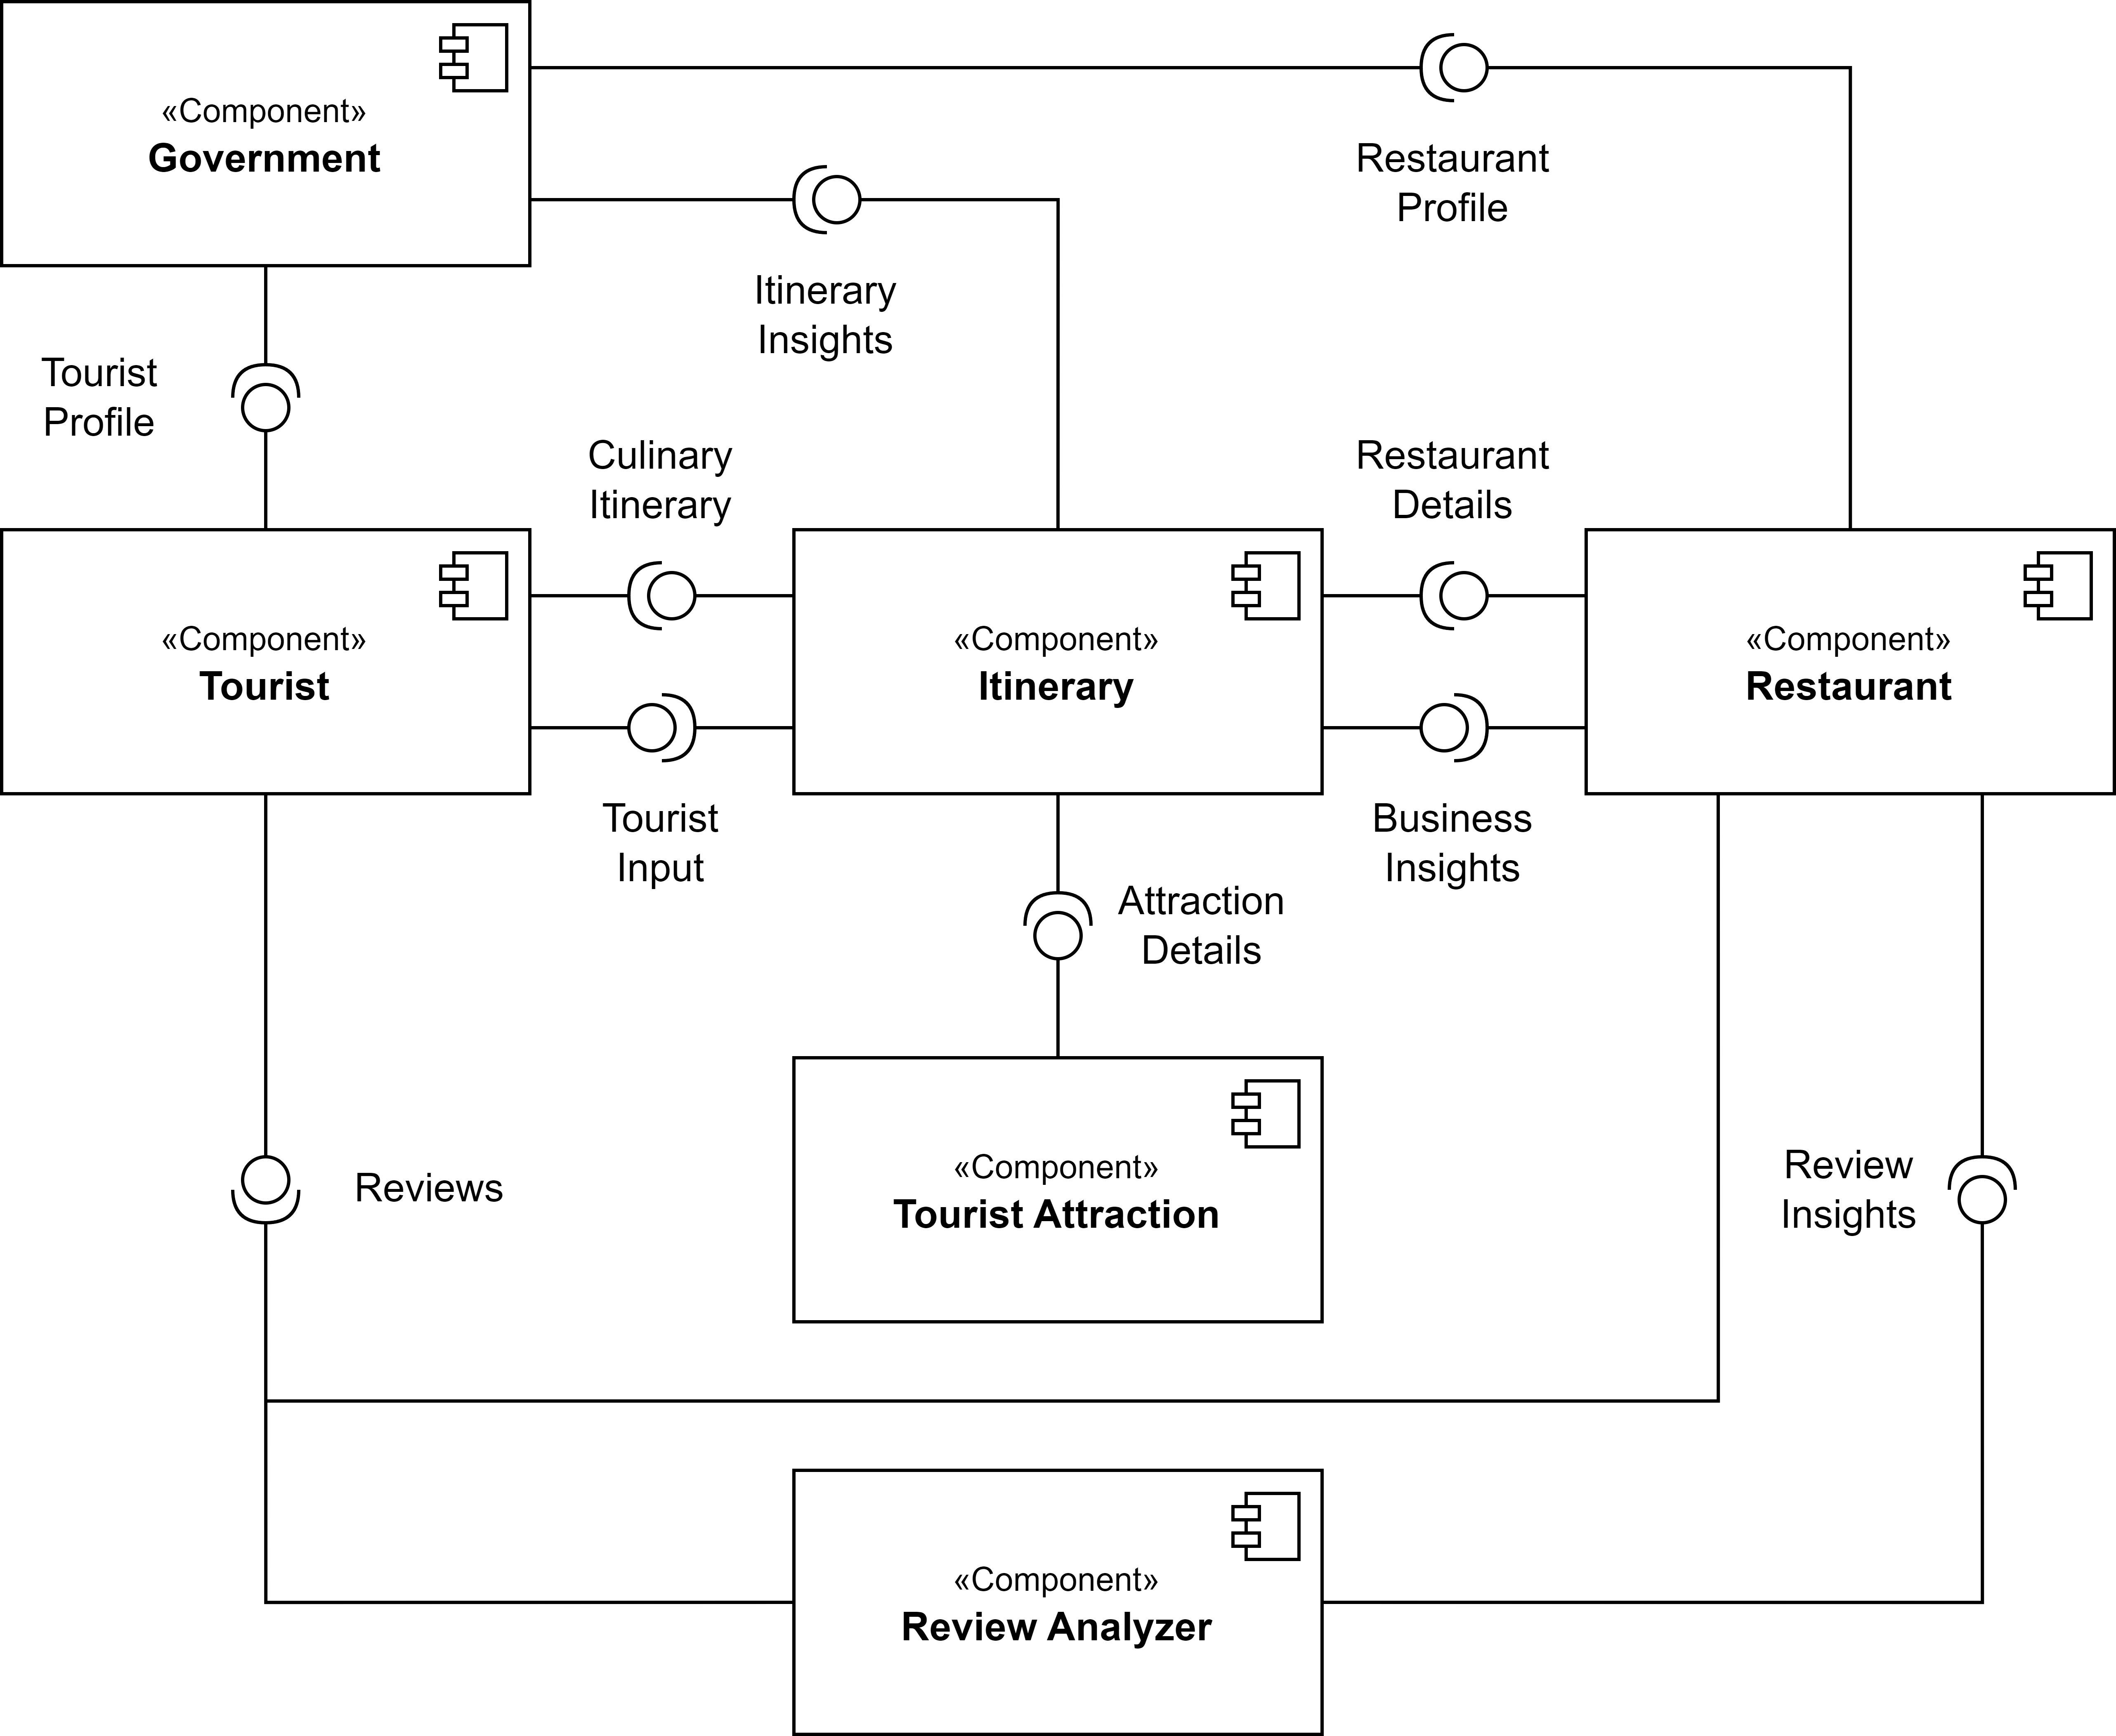 «Component»
Government
Restaurant
Profile
Itinerary
Insights
Tourist
Profile
Culinary
Itinerary
Restaurant
Details
«Component»
Tourist
«Component»
Itinerary
«Component»
Restaurant
Tourist
Input
Business
Insights
Attraction
Details
«Component»
Tourist Attraction
Reviews
Review
Insights
«Component»
Review Analyzer